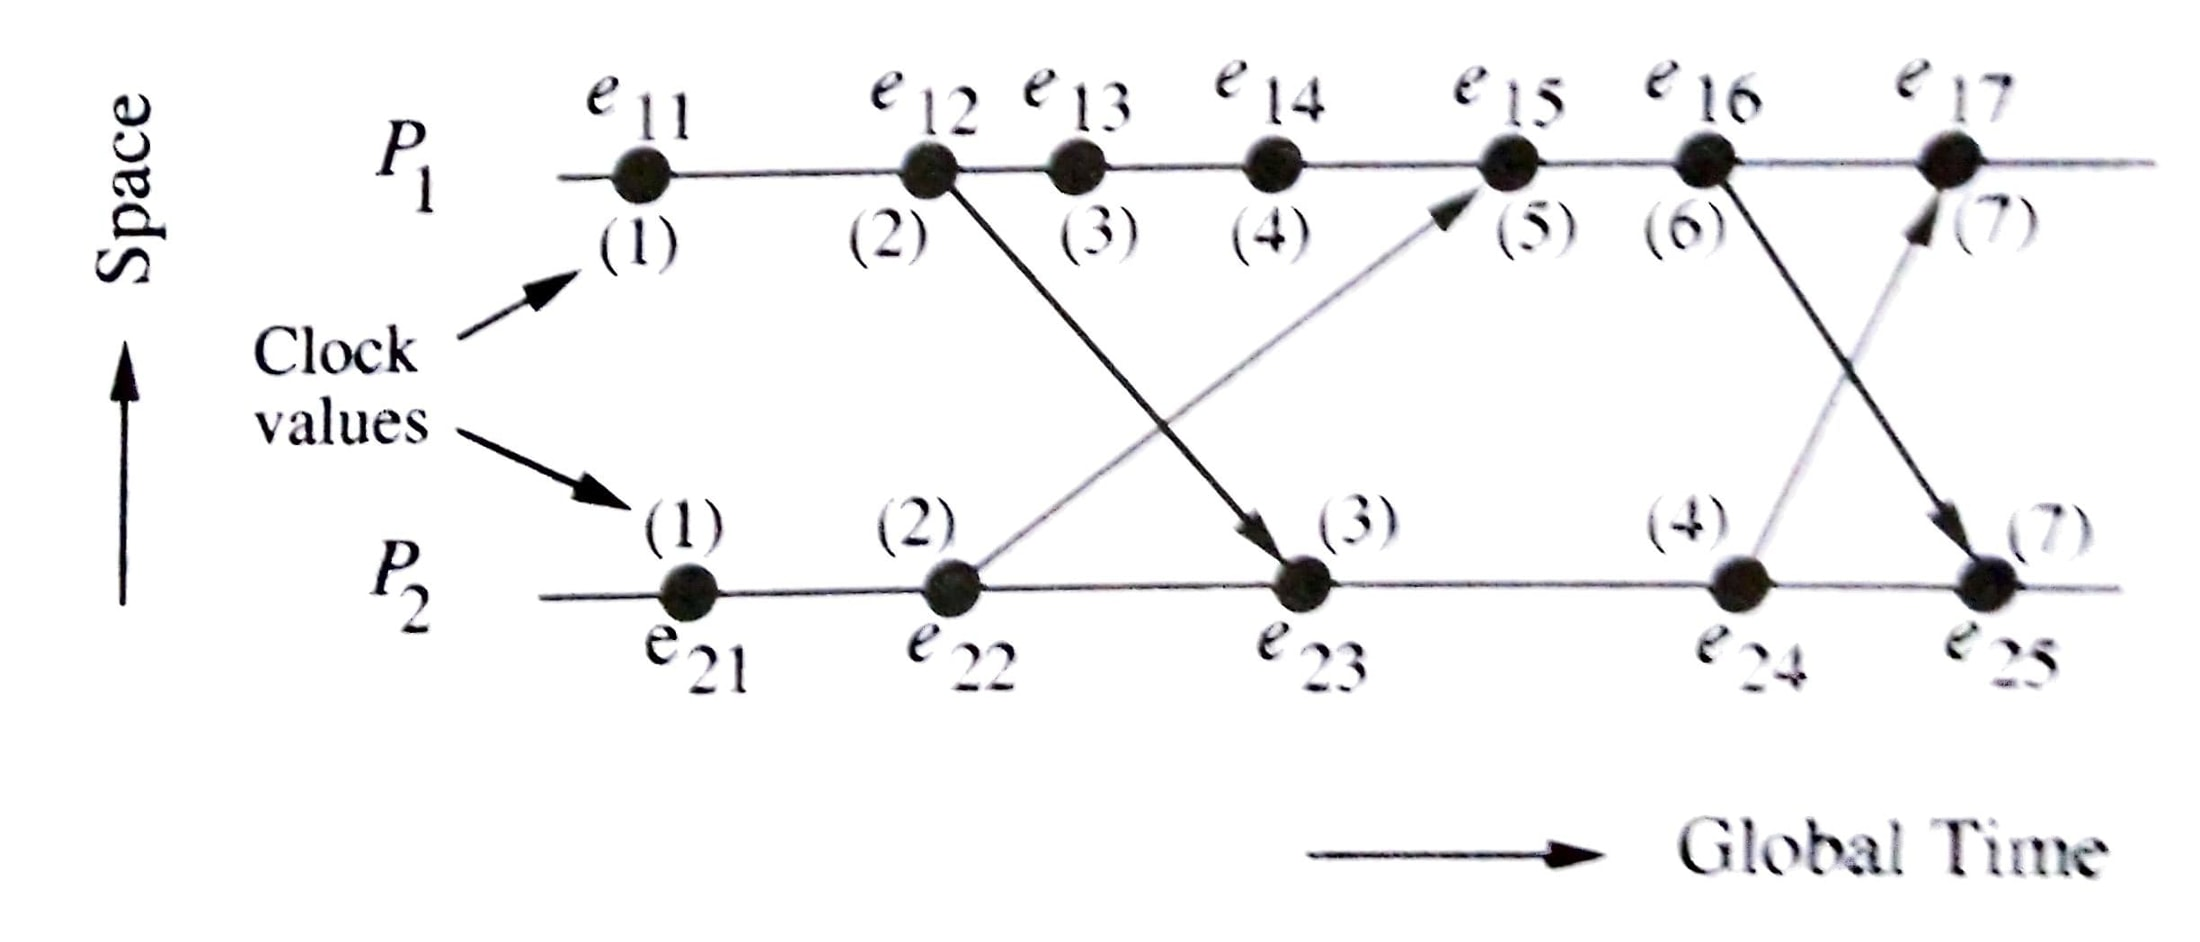 Space
P1
e11 e12 e13 e14 e15 e16 e17
(1) (2) (3) (4) (5) (6) (7)
Clock
values
(1) (2) (3) (4) (7)
P2
e21 e22 e23 e24 e25
Global Time